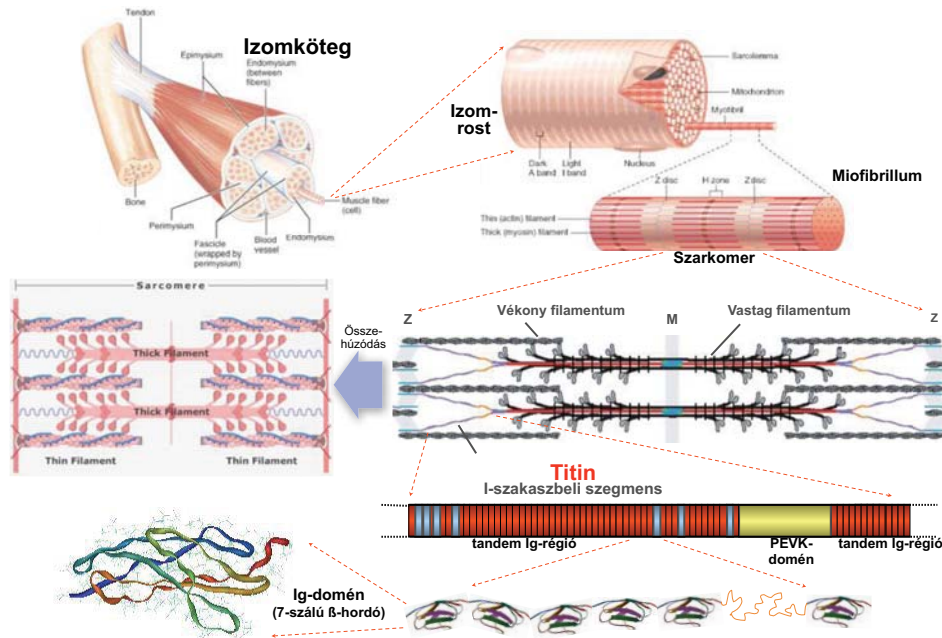 Tendon
Izomköteg
Epimysium
Endomysium
(between
fibers)
Bone
Perimysium
Fascicle
(wrapped by
perimysium)
Blood
vessel
Endomysium
Muscle fiber
(cell)
Izom-
rost
Sarcolemma
Mitochondrion
Myofibril
Dark
A band
Light
I band
Nucleus
Miofibrillum
Z disc
H zone
Z disc
Thin (actin) filament
Thick (myosin) filament
Szarkomer
Sarcomere
Thick Filament
Thick Filament
Thin Filament
Thin Filament
Össze-
húzódás
Z
Vékony filamentum
M
Vastag filamentum
Z
Titin
I-szakaszbeli szegmens
tandem Ig-régió
PEVK-
domén
tandem Ig-régió
Ig-domén
(7-szálú ß-hordó)